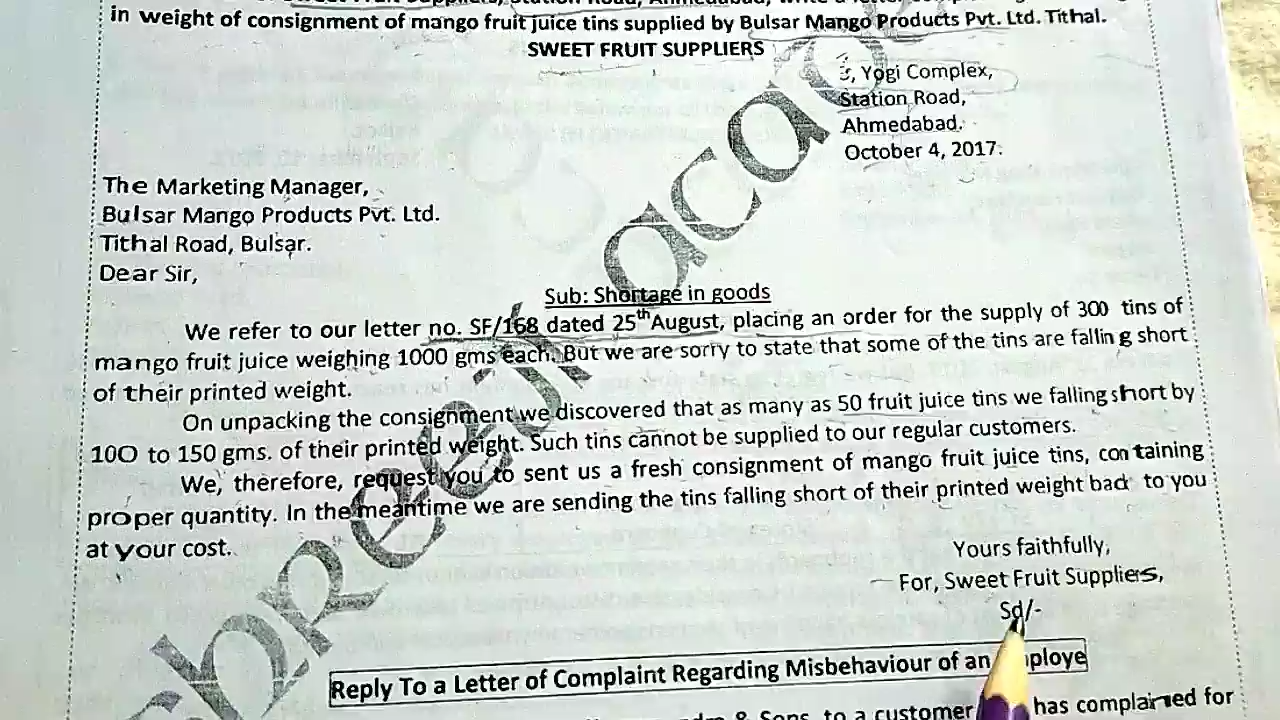 in weight of consignment of mango fruit juice tins supplied by Bulsar Mango Products Pvt. Ltd. Tithal.
SWEET FRUIT SUPPLIERS
3, Yogi Complex,
Station Road,
Ahmedabad.
October 4, 2017.
The Marketing Manager,
Bulsar Mango Products Pvt. Ltd.
Tithal Road, Bulsar.
Dear Sir,
Sub: Shortage in goods
We refer to our letter no. SF/168 dated 25th August, placing an order for the supply of 300 tins of
mango fruit juice weighing 1000 gms each. But we are sorry to state that some of the tins are falling short
of their printed weight.
On unpacking the consignment we discovered that as many as 50 fruit juice tins we falling short by
100 to 150 gms. of their printed weight. Such tins cannot be supplied to our regular customers.
We, therefore, request you to sent us a fresh consignment of mango fruit juice tins, containing
proper quantity. In the meantime we are sending the tins falling short of their printed weight back to you
at your cost.
Yours faithfully,
For, Sweet Fruit Suppliers,
Sd/-
Reply To a Letter of Complaint Regarding Misbehaviour of an
& Sons, to a customer has complained for